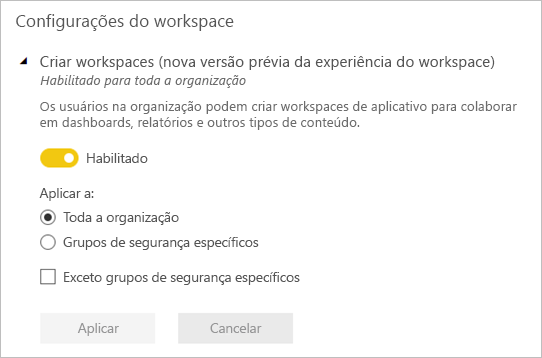 Configurações do workspace
Criar workspaces (nova versão prévia da experiência do workspace)
Habilitado para toda a organização
Os usuários na organização podem criar workspaces de aplicativo para colaborar
em dashboards, relatórios e outros tipos de conteúdo.
Habilitado
Aplicar a:
Toda a organização
Grupos de segurança específicos
Exceto grupos de segurança específicos
Aplicar
Cancelar